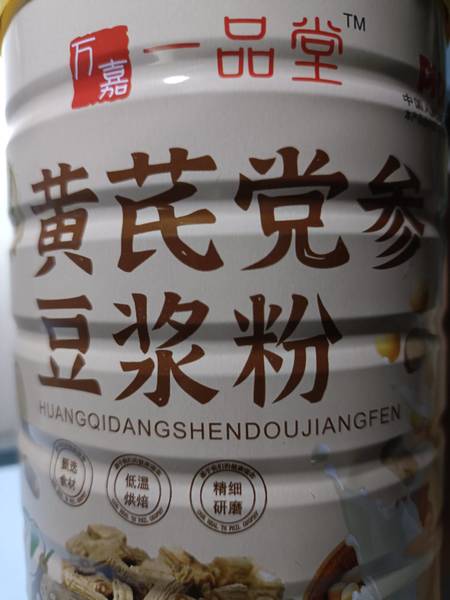 万嘉 一品堂™
黄芪党参
豆浆粉
HUANGQIDANGSHENDOUJIANGFEN
甄选
食材
低温
烘焙
精细
研磨